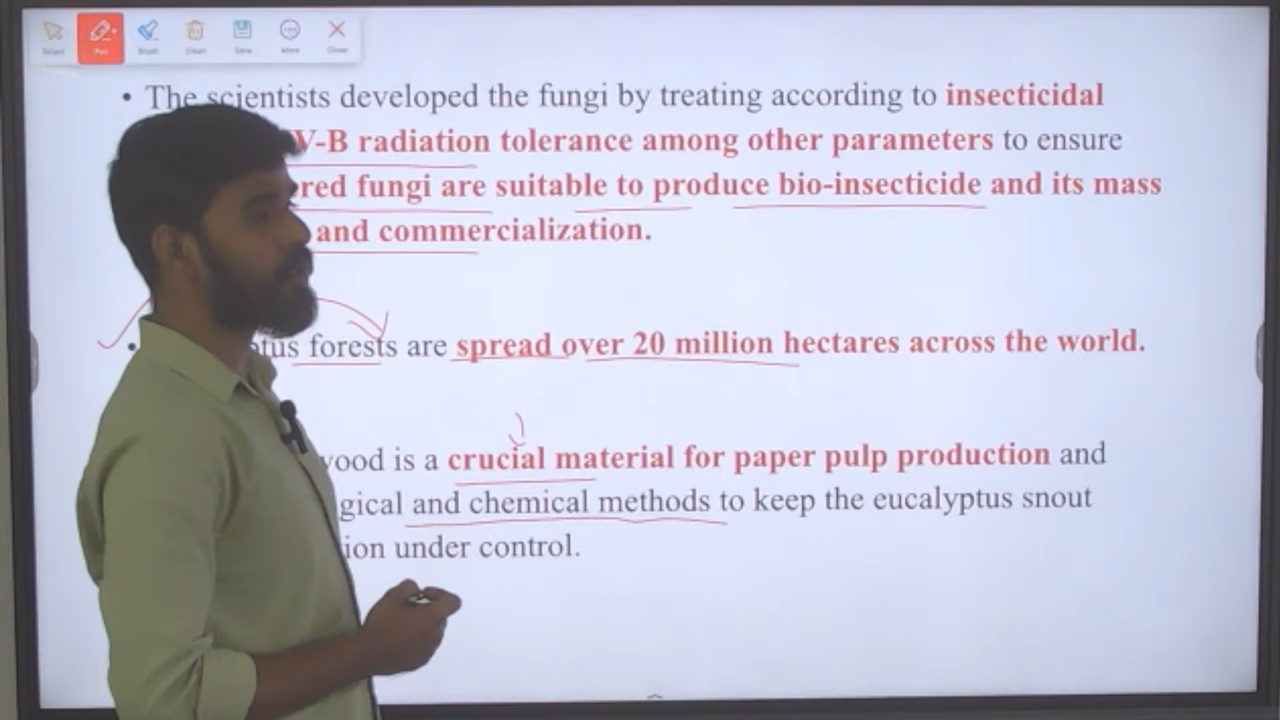 Select Pen Brush Clean Save More Close
• The scientists developed the fungi by treating according to insecticidal
V-B radiation tolerance among other parameters to ensure
red fungi are suitable to produce bio-insecticide and its mass
and commercialization.
• tus forests are spread over 20 million hectares across the world.
wood is a crucial material for paper pulp production and
gical and chemical methods to keep the eucalyptus snout
ion under control.